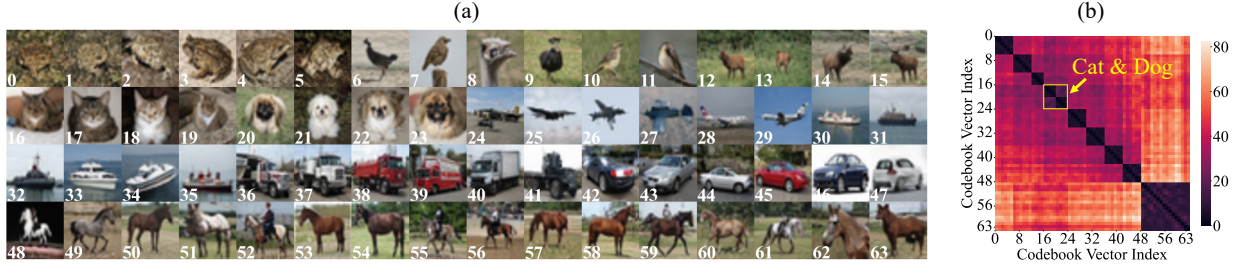 (a)
(b)
0 1 2 3 4 5 6 7 8 9 10 11 12 13 14 15
16 17 18 19 20 21 22 23 24 25 26 27 28 29 30 31
32 33 34 35 36 37 38 39 40 41 42 43 44 45 46 47
48 49 50 51 52 53 54 55 56 57 58 59 60 61 62 63
Codebook Vector Index
0
8
16
24
32
40
48
56
63
Cat & Dog
0 8 16 24 32 40 48 56 63
Codebook Vector Index
80
60
40
20
0